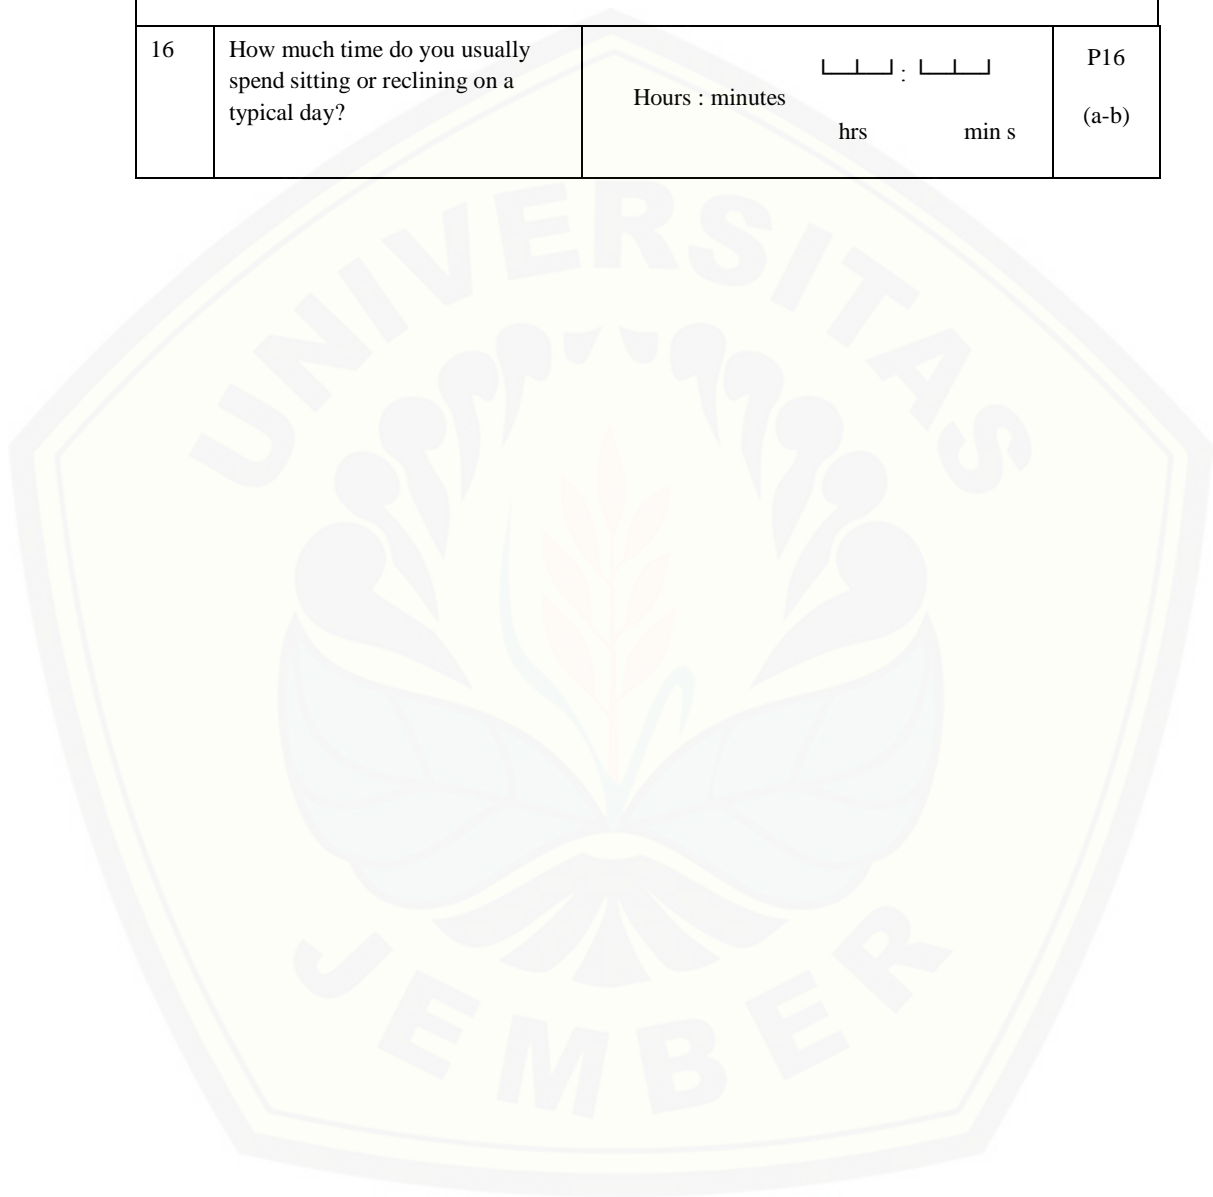 16
How much time do you usually
spend sitting or reclining on a
typical day?
Hours : minutes
:
hrs min s
P16
(a-b)
UNIVERSITAS
JEMBER